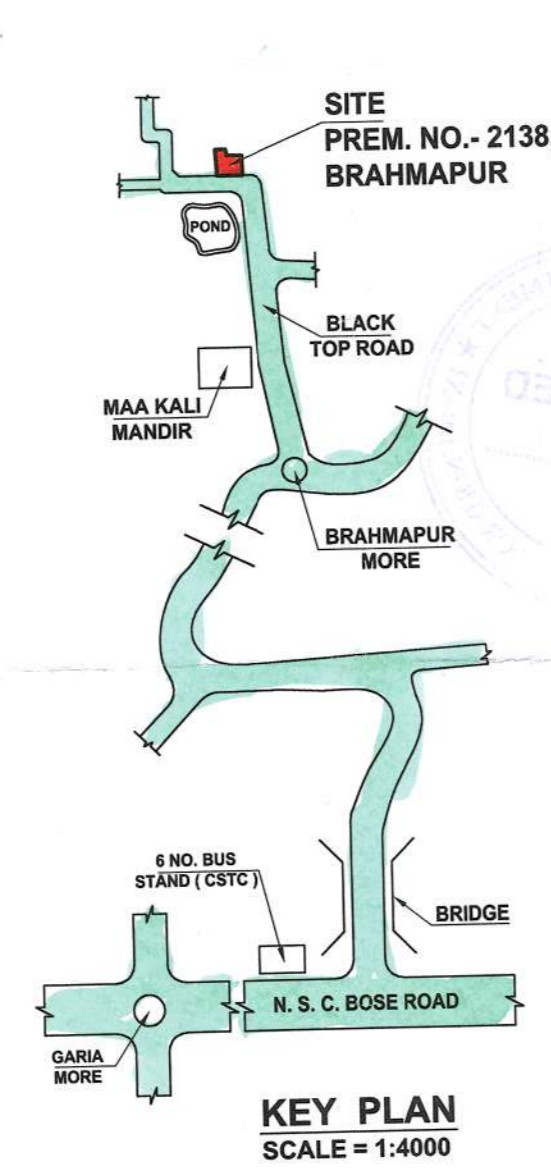 SITE
PREM. NO.- 2138
BRAHMAPUR
POND
BLACK
TOP ROAD
MAA KALI
MANDIR
BRAHMAPUR
MORE
6 NO. BUS
STAND ( CSTC )
BRIDGE
N. S. C. BOSE ROAD
GARIA
MORE
KEY PLAN
SCALE = 1:4000